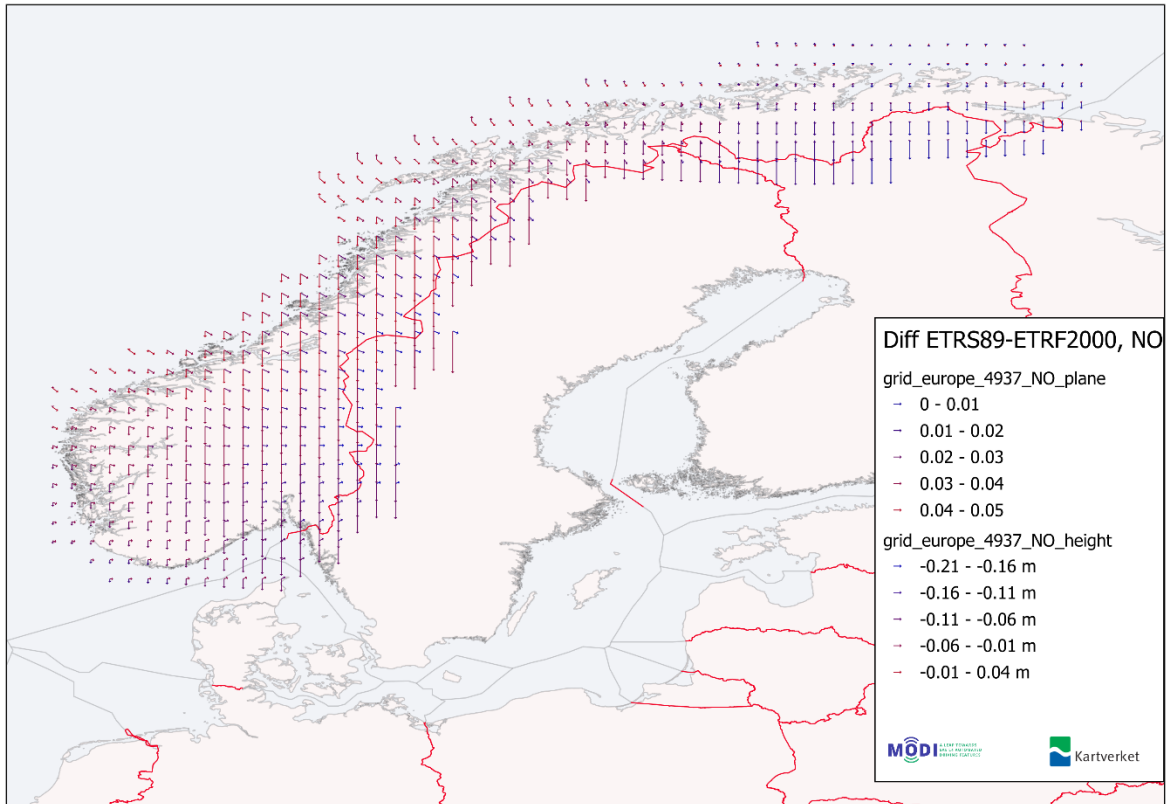 Diff ETRS89-ETRF2000, NO
grid_europe_4937_NO_plane
0 - 0.01
0.01 - 0.02
0.02 - 0.03
0.03 - 0.04
0.04 - 0.05
grid_europe_4937_NO_height
-0.21 - -0.16 m
-0.16 - -0.11 m
-0.11 - -0.06 m
-0.06 - -0.01 m
-0.01 - 0.04 m
MODI
A LEAP TOWARDS
Kartverket